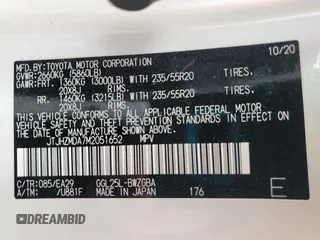 MFD.BY:TOYOTA MOTOR CORPORATION 10/20
GVWR:2660KG (5860LB)
GAWR:FRT. 1360KG (3000LB) WITH 235/55R20 TIRES,
20X8J RIMS,
RR. 1460KG (3215LB) WITH 235/55R20 TIRES,
20X8J RIMS,
THIS VEHICLE CONFORMS TO ALL APPLICABLE FEDERAL
MOTOR VEHICLE SAFETY, BUMPER, AND THEFT PREVENTION
STANDARDS IN EFFECT ON THE DATE OF MANUFACTURE
SHOWN ABOVE.
JTJHZMDA7M2051652 MPV
C/TR:085/EA29 GGL25L-BWZGBA
A/TM: /U881F MADE IN JAPAN 176 E
DREAMBID